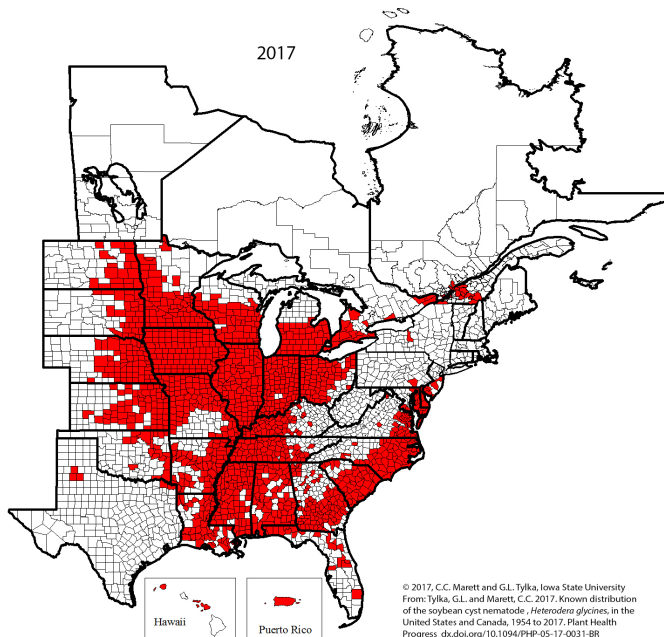 2017
Hawaii
Puerto Rico
© 2017, C.C. Marett and G.L. Tylka, Iowa State University
From: Tylka, G.L. and Marett, C.C. 2017. Known distribution
of the soybean cyst nematode , Heterodera glycines, in the
United States and Canada, 1954 to 2017. Plant Health
Progress dx.doi.org/10.1094/PHP-05-17-0031-BR